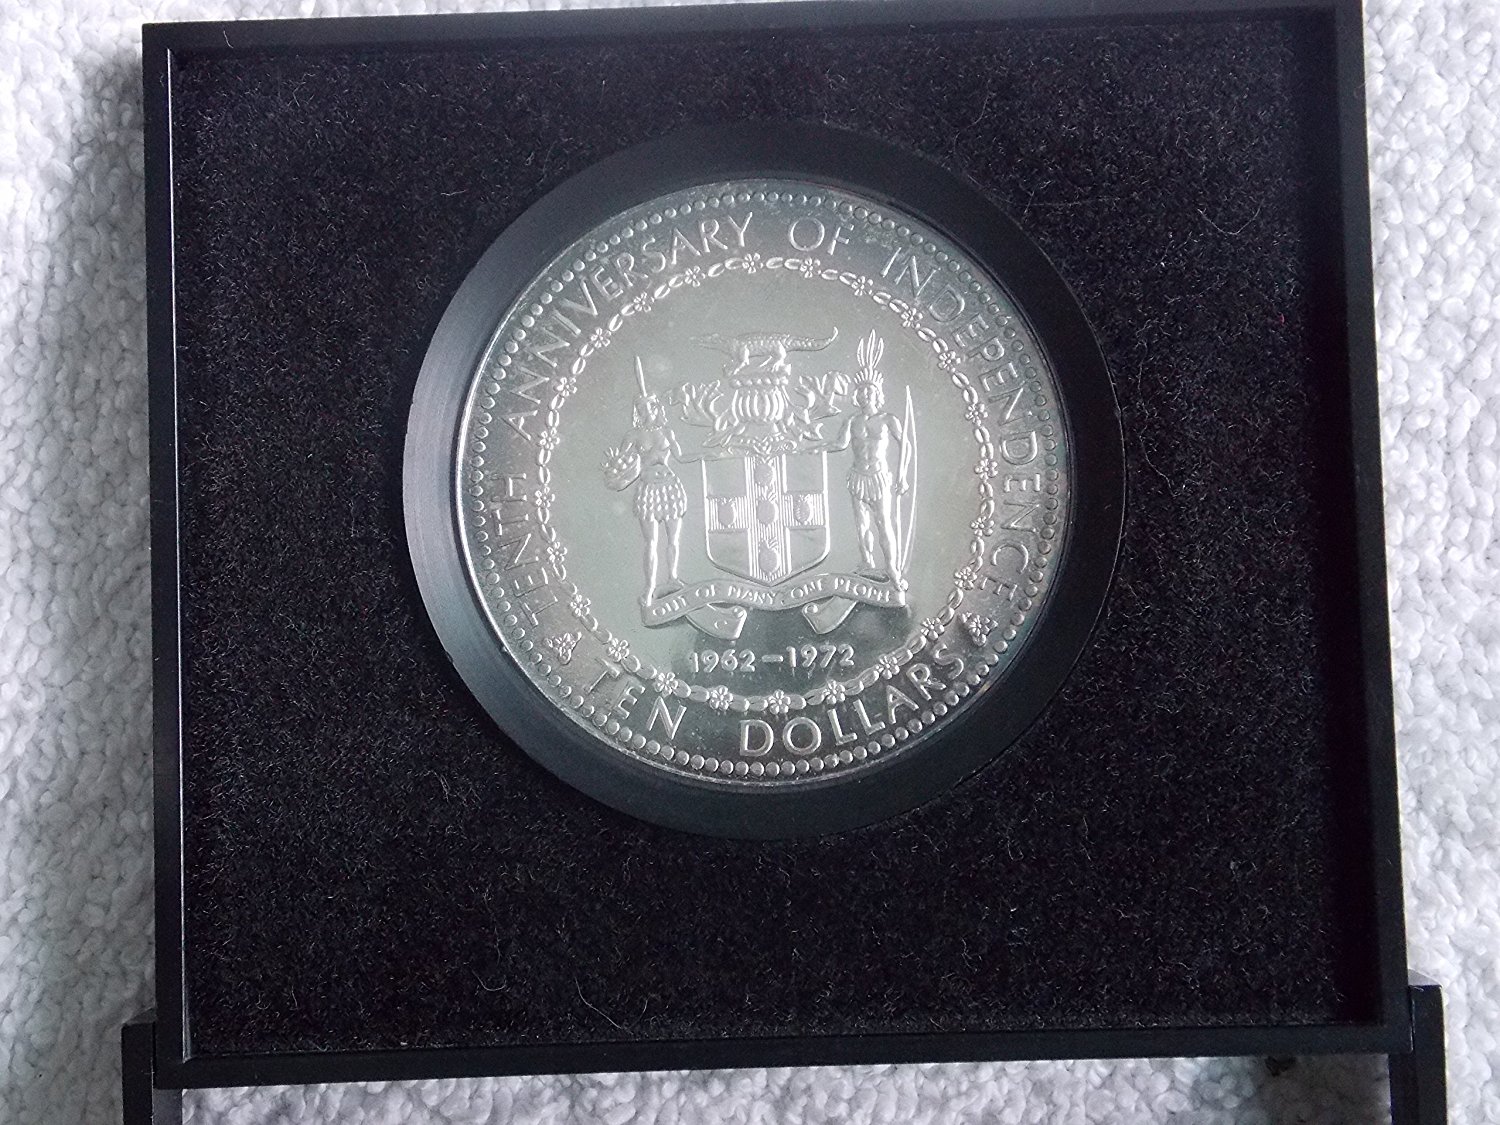 TENTH ANNIVERSARY OF INDEPENDENCE
OUT OF MANY, ONE PEOPLE
1962-1972
TEN DOLLARS